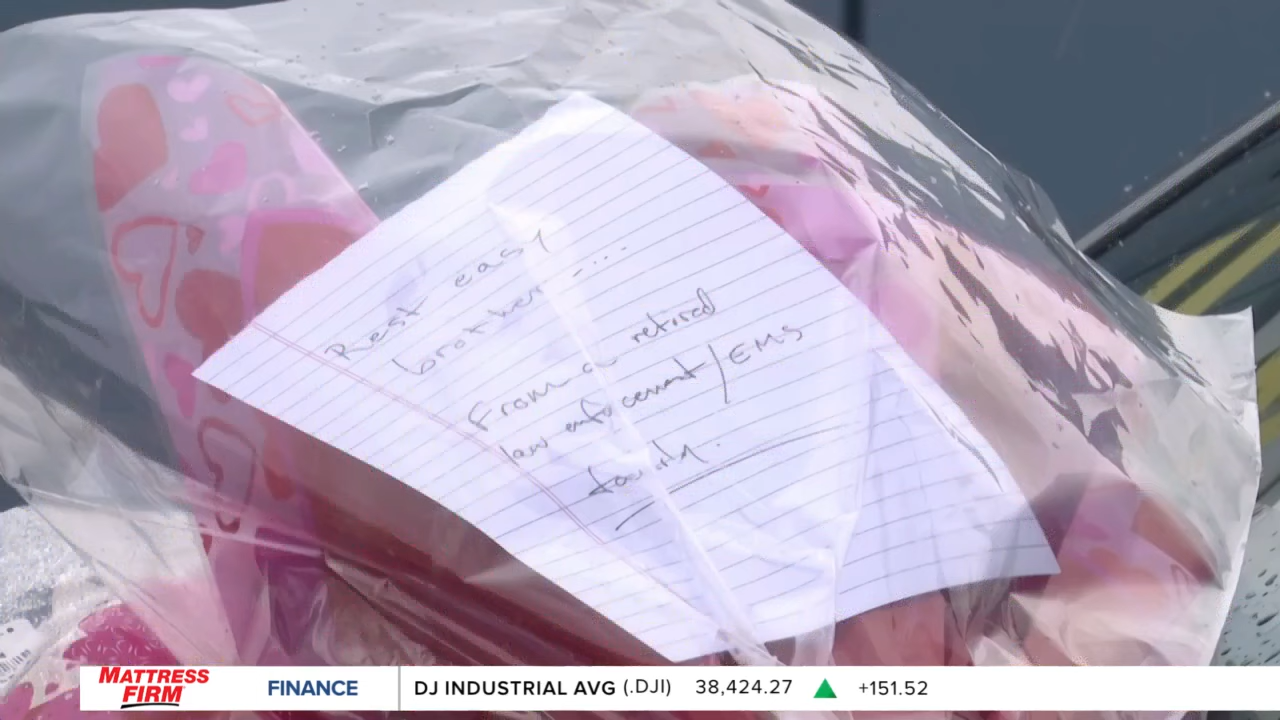 Rest easy
brother ....
From a retired
law enforcement/EMS
family.
MATTRESS
FIRM
FINANCE
DJ INDUSTRIAL AVG (.DJI) 38,424.27 +151.52